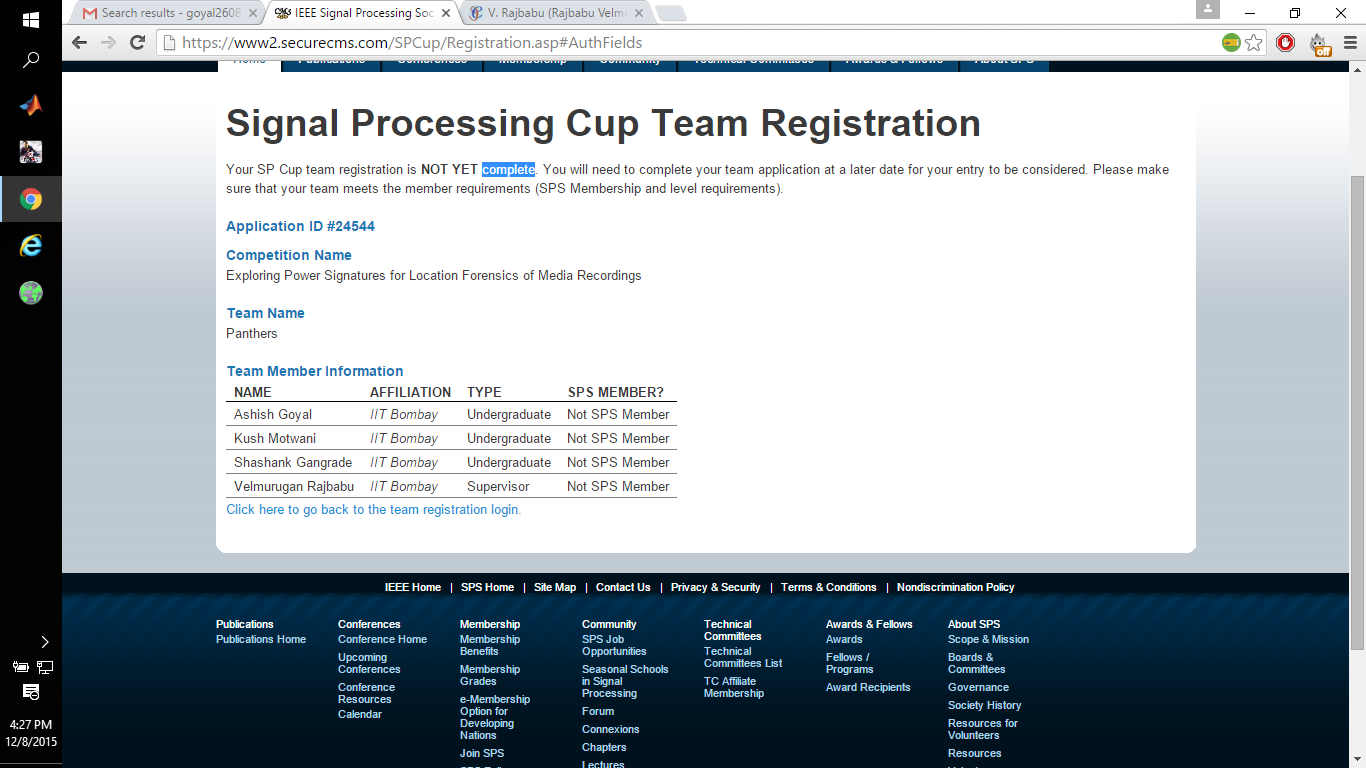 Search results - goyal2608
IEEE Signal Processing Soc
V. Rajbabu (Rajbabu Velm
https://www2.securecms.com/SPCup/Registration.asp#AuthFields
off
Home Publications Conferences Membership Community Technical Committees Awards & Fellows About SPS
Signal Processing Cup Team Registration
Your SP Cup team registration is NOT YET complete. You will need to complete your team application at a later date for your entry to be considered. Please make
sure that your team meets the member requirements (SPS Membership and level requirements).
Application ID #24544
Competition Name
Exploring Power Signatures for Location Forensics of Media Recordings
Team Name
Panthers
Team Member Information
NAME AFFILIATION TYPE SPS MEMBER?
Ashish Goyal IIT Bombay Undergraduate Not SPS Member
Kush Motwani IIT Bombay Undergraduate Not SPS Member
Shashank Gangrade IIT Bombay Undergraduate Not SPS Member
Velmurugan Rajbabu IIT Bombay Supervisor Not SPS Member
Click here to go back to the team registration login.
IEEE Home | SPS Home | Site Map | Contact Us | Privacy & Security | Terms & Conditions | Nondiscrimination Policy
Publications
Publications Home
Conferences
Conference Home
Upcoming
Conferences
Conference
Resources
Calendar
Membership
Membership
Benefits
Membership
Grades
e-Membership
Option for
Developing
Nations
Join SPS
Community
SPS Job
Opportunities
Seasonal Schools
in Signal
Processing
Forum
Connexions
Chapters
Lectures
Technical
Committees
Technical
Committees List
TC Affiliate
Membership
Awards & Fellows
Awards
Fellows /
Programs
Award Recipients
About SPS
Scope & Mission
Boards &
Committees
Governance
Society History
Resources for
Volunteers
Resources
4:27 PM
12/8/2015